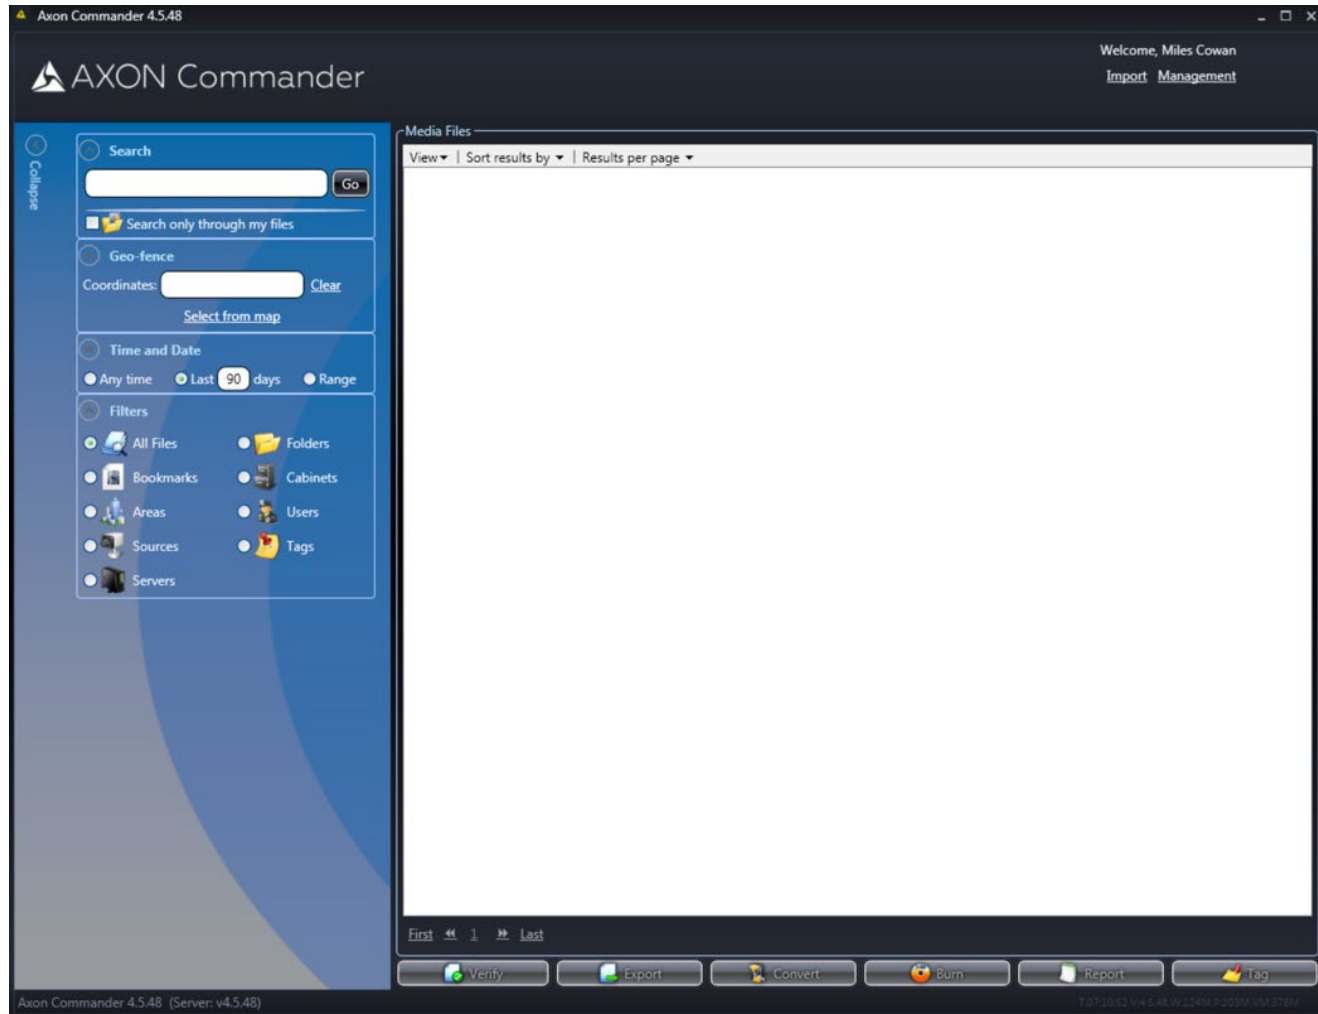 Axon Commander 4.5.48
Welcome, Miles Cowan
AXON Commander
Import Management
Collapse
Search
Go
Search only through my files
Geo-fence
Coordinates: Clear
Select from map
Time and Date
Any time Last 90 days Range
Filters
All Files Folders
Bookmarks Cabinets
Areas Users
Sources Tags
Servers
Media Files
View | Sort results by | Results per page
First 1 Last
Verify Export Convert Burn Report Tag
Axon Commander 4.5.48 (Server: v4.5.48)